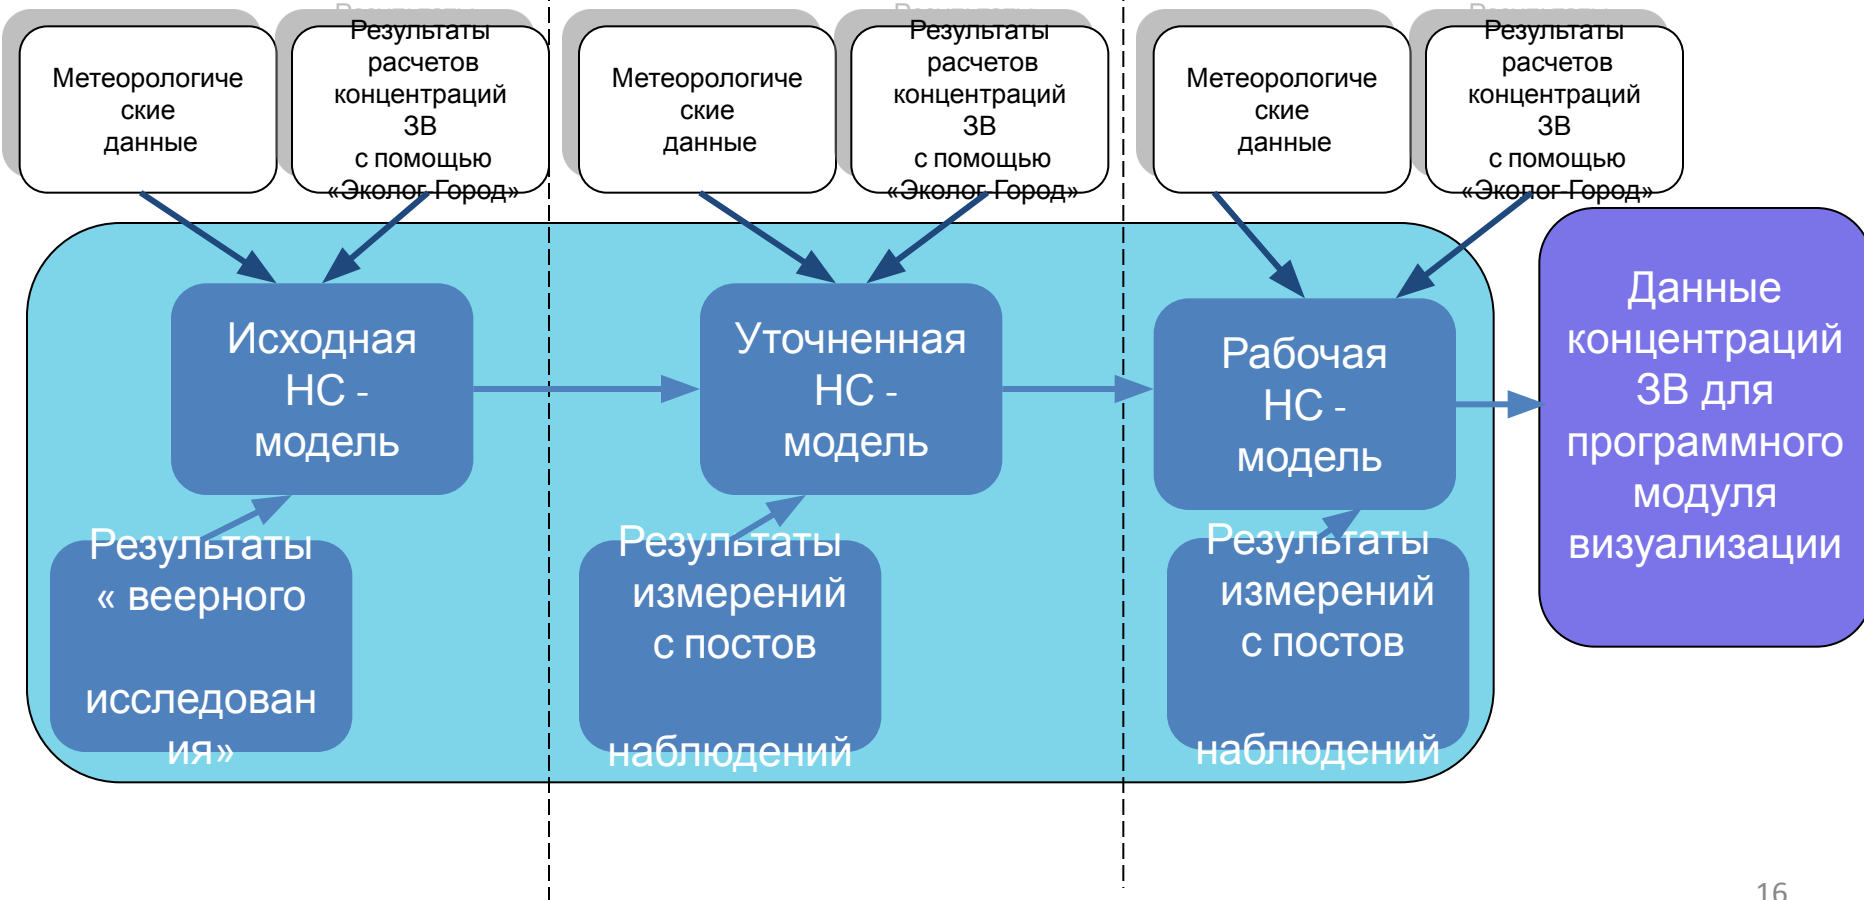 Метеорологиче
ские
данные
Результаты
расчетов
концентраций
ЗВ
с помощью
«Эколог-Город»
Метеорологиче
ские
данные
Результаты
расчетов
концентраций
ЗВ
с помощью
«Эколог-Город»
Метеорологиче
ские
данные
Результаты
расчетов
концентраций
ЗВ
с помощью
«Эколог-Город»
Исходная
НС -
модель
Уточненная
НС -
модель
Рабочая
НС -
модель
Данные
концентраций
ЗВ для
программного
модуля
визуализации
Результаты
« веерного
исследован
ия»
Результаты
измерений
с постов
наблюдений
Результаты
измерений
с постов
наблюдений
16